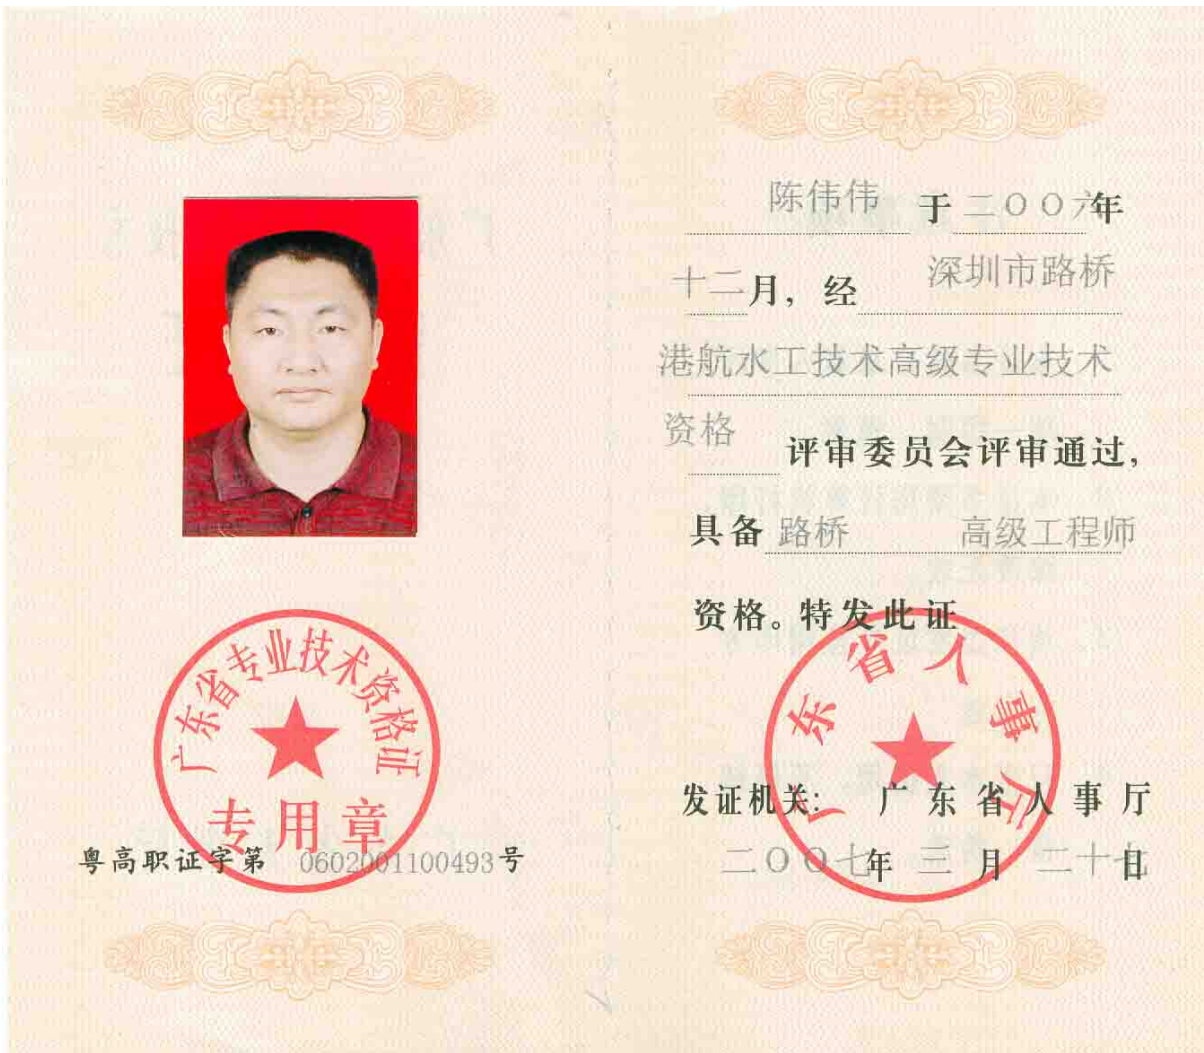 广东省专业技术资格证
专用章
粤高职证字第 0602001100493号
陈伟伟 于二〇〇六年
十二月，经 深圳市路桥
港航水工技术高级专业技术
资格 评审委员会评审通过，
具备 路桥 高级工程师
资格。特发此证
广东省人事厅
发证机关： 广东省人事厅
二〇〇七年 三 月 二十七日